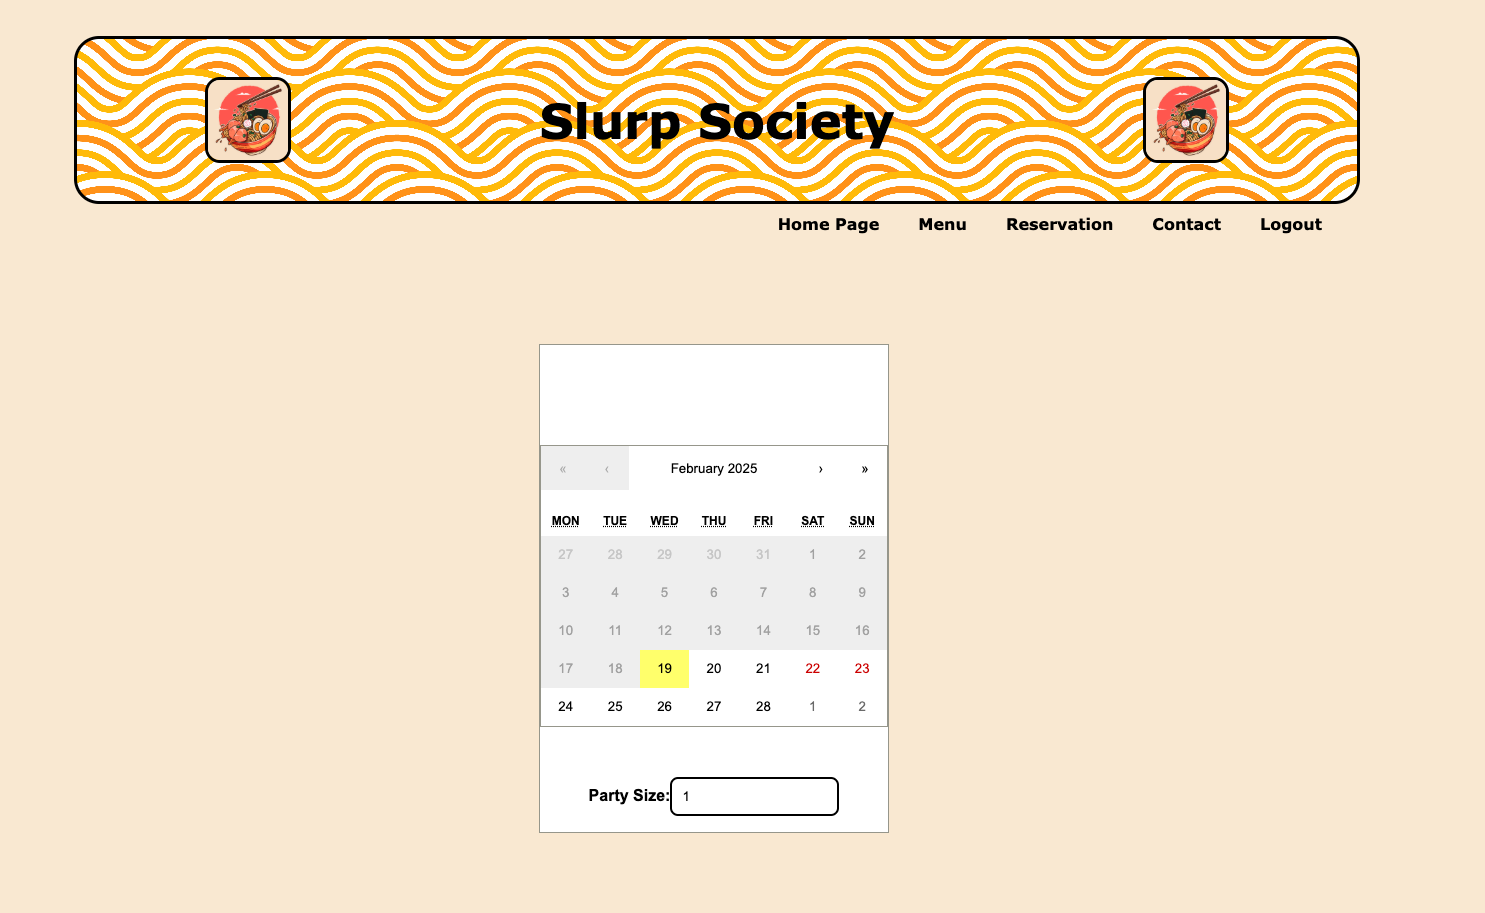 Slurp Society
Home Page Menu Reservation Contact Logout
« ‹ February 2025 › »
MON TUE WED THU FRI SAT SUN
27 28 29 30 31 1 2
3 4 5 6 7 8 9
10 11 12 13 14 15 16
17 18 19 20 21 22 23
24 25 26 27 28 1 2
Party Size: 1